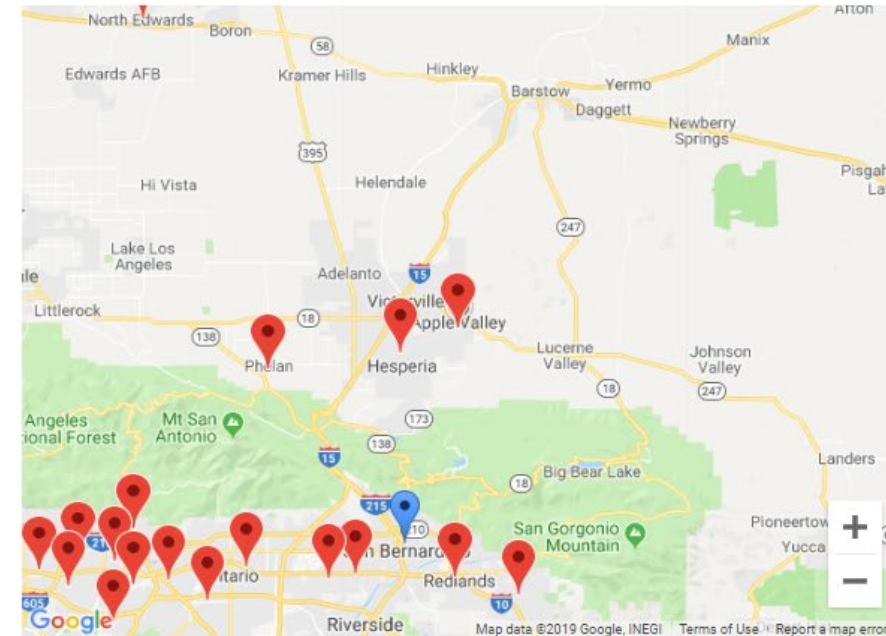 North Edwards
Boron
58
Afton
Manix
Edwards AFB
Kramer Hills
Hinkley
Barstow
Yermo
Daggett
Newberry
Springs
395
Hi Vista
Helendale
247
Lake Los
Angeles
Adelanto
15
Littlerock
18
138
Apple Valley
Phelan
Hesperia
Lucerne
Valley
Johnson
Valley
18
247
Angeles
Mt San
Antonio
173
138
15
18
Big Bear Lake
Landers
215
San Gorgonio
Mountain
Yucca
Redlands
10
605
Google
Riverside
Map data ©2019 Google, INEGI
Terms of Use
Report a map error